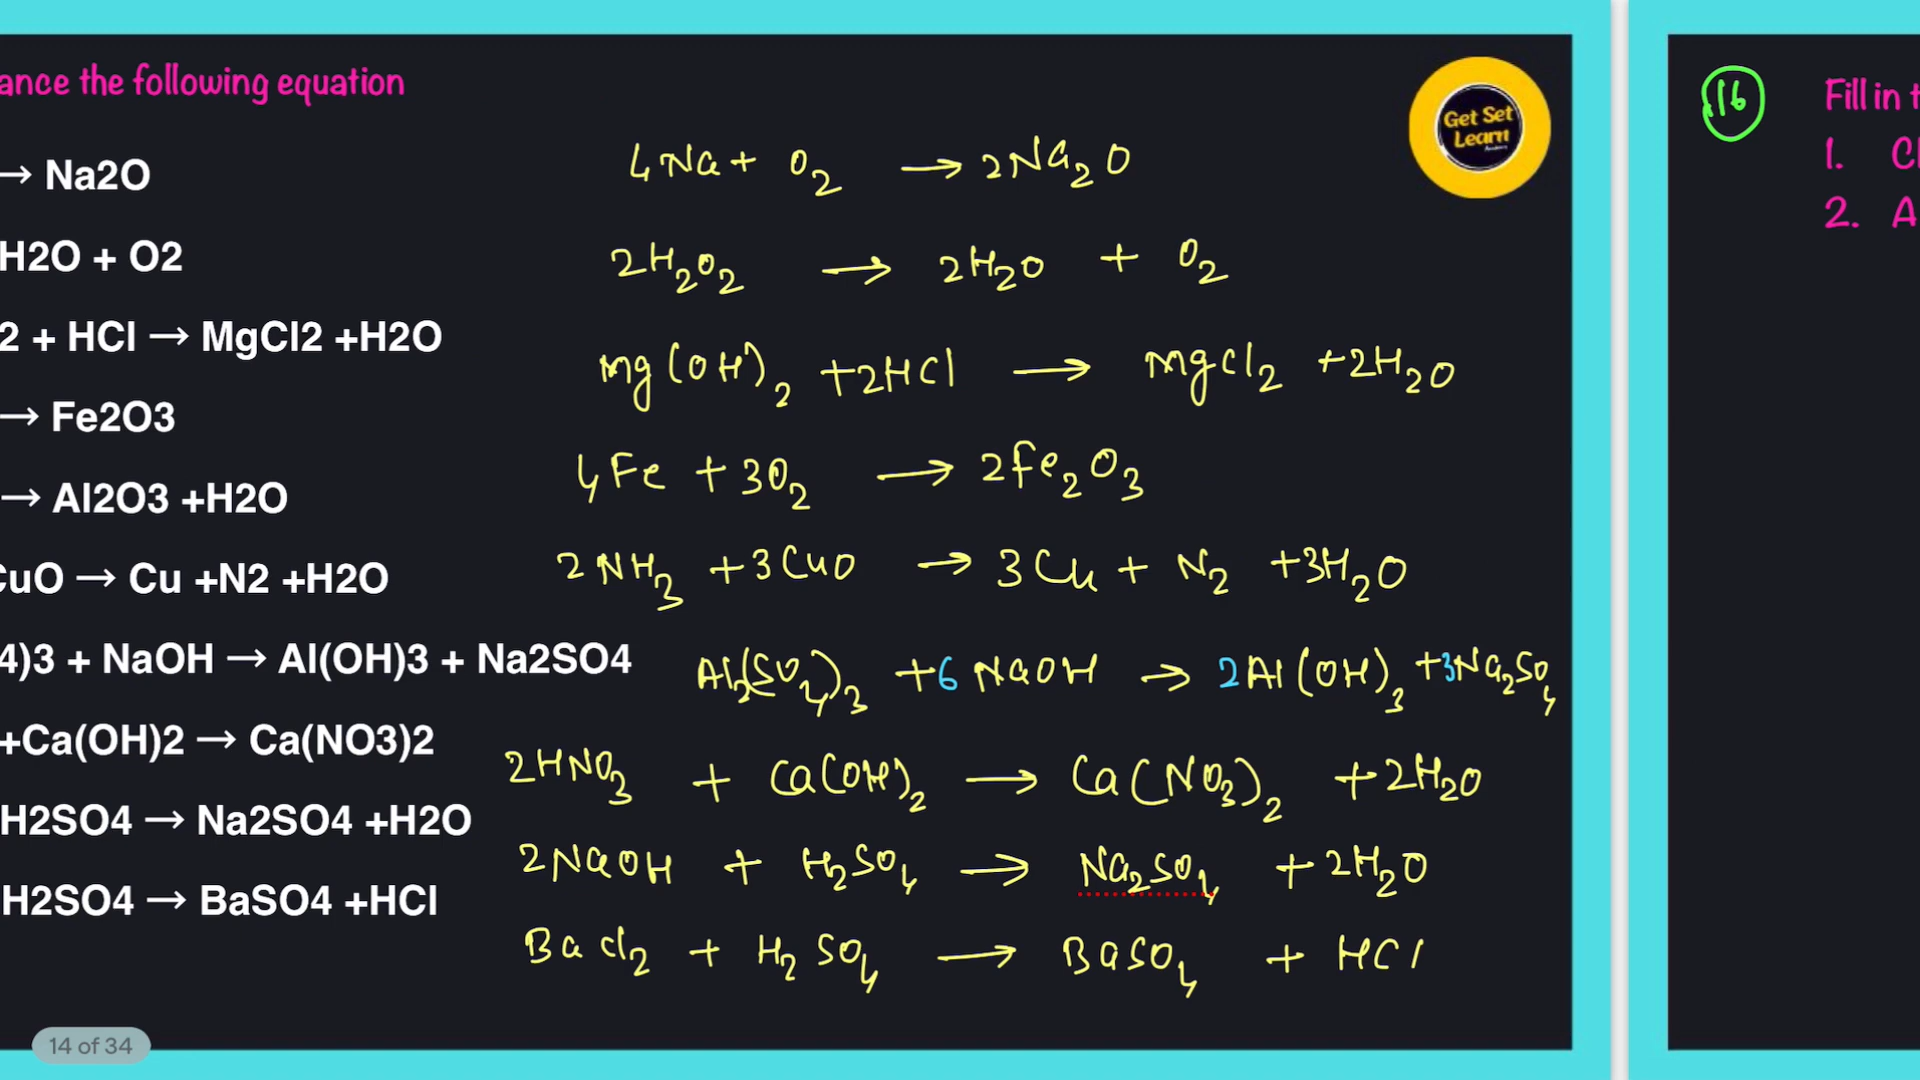 ance the following equation
→ Na2O
H2O + O2
2 + HCl → MgCl2 +H2O
→ Fe2O3
→ Al2O3 +H2O
CuO → Cu +N2 +H2O
4)3 + NaOH → Al(OH)3 + Na2SO4
+Ca(OH)2 → Ca(NO3)2
H2SO4 → Na2SO4 +H2O
H2SO4 → BaSO4 +HCl
4Na + O₂ → 2Na₂O
2H₂O₂ → 2H₂O + O₂
Mg(OH)₂ +2HCl → MgCl₂ +2H₂O
4Fe +3O₂ → 2Fe₂O₃
2NH₃ +3CuO → 3Cu + N₂ +3H₂O
Al₂(SO₄)₃ +6NaOH → 2Al(OH)₃ +3Na₂SO₄
2HNO₃ + Ca(OH)₂ → Ca(NO₃)₂ +2H₂O
2NaOH + H₂SO₄ → Na₂SO₄ +2H₂O
BaCl₂ + H₂SO₄ → BaSO₄ + HCl
Get Set
Learn
14 of 34
16
Fill in t
1. Cl
2. A